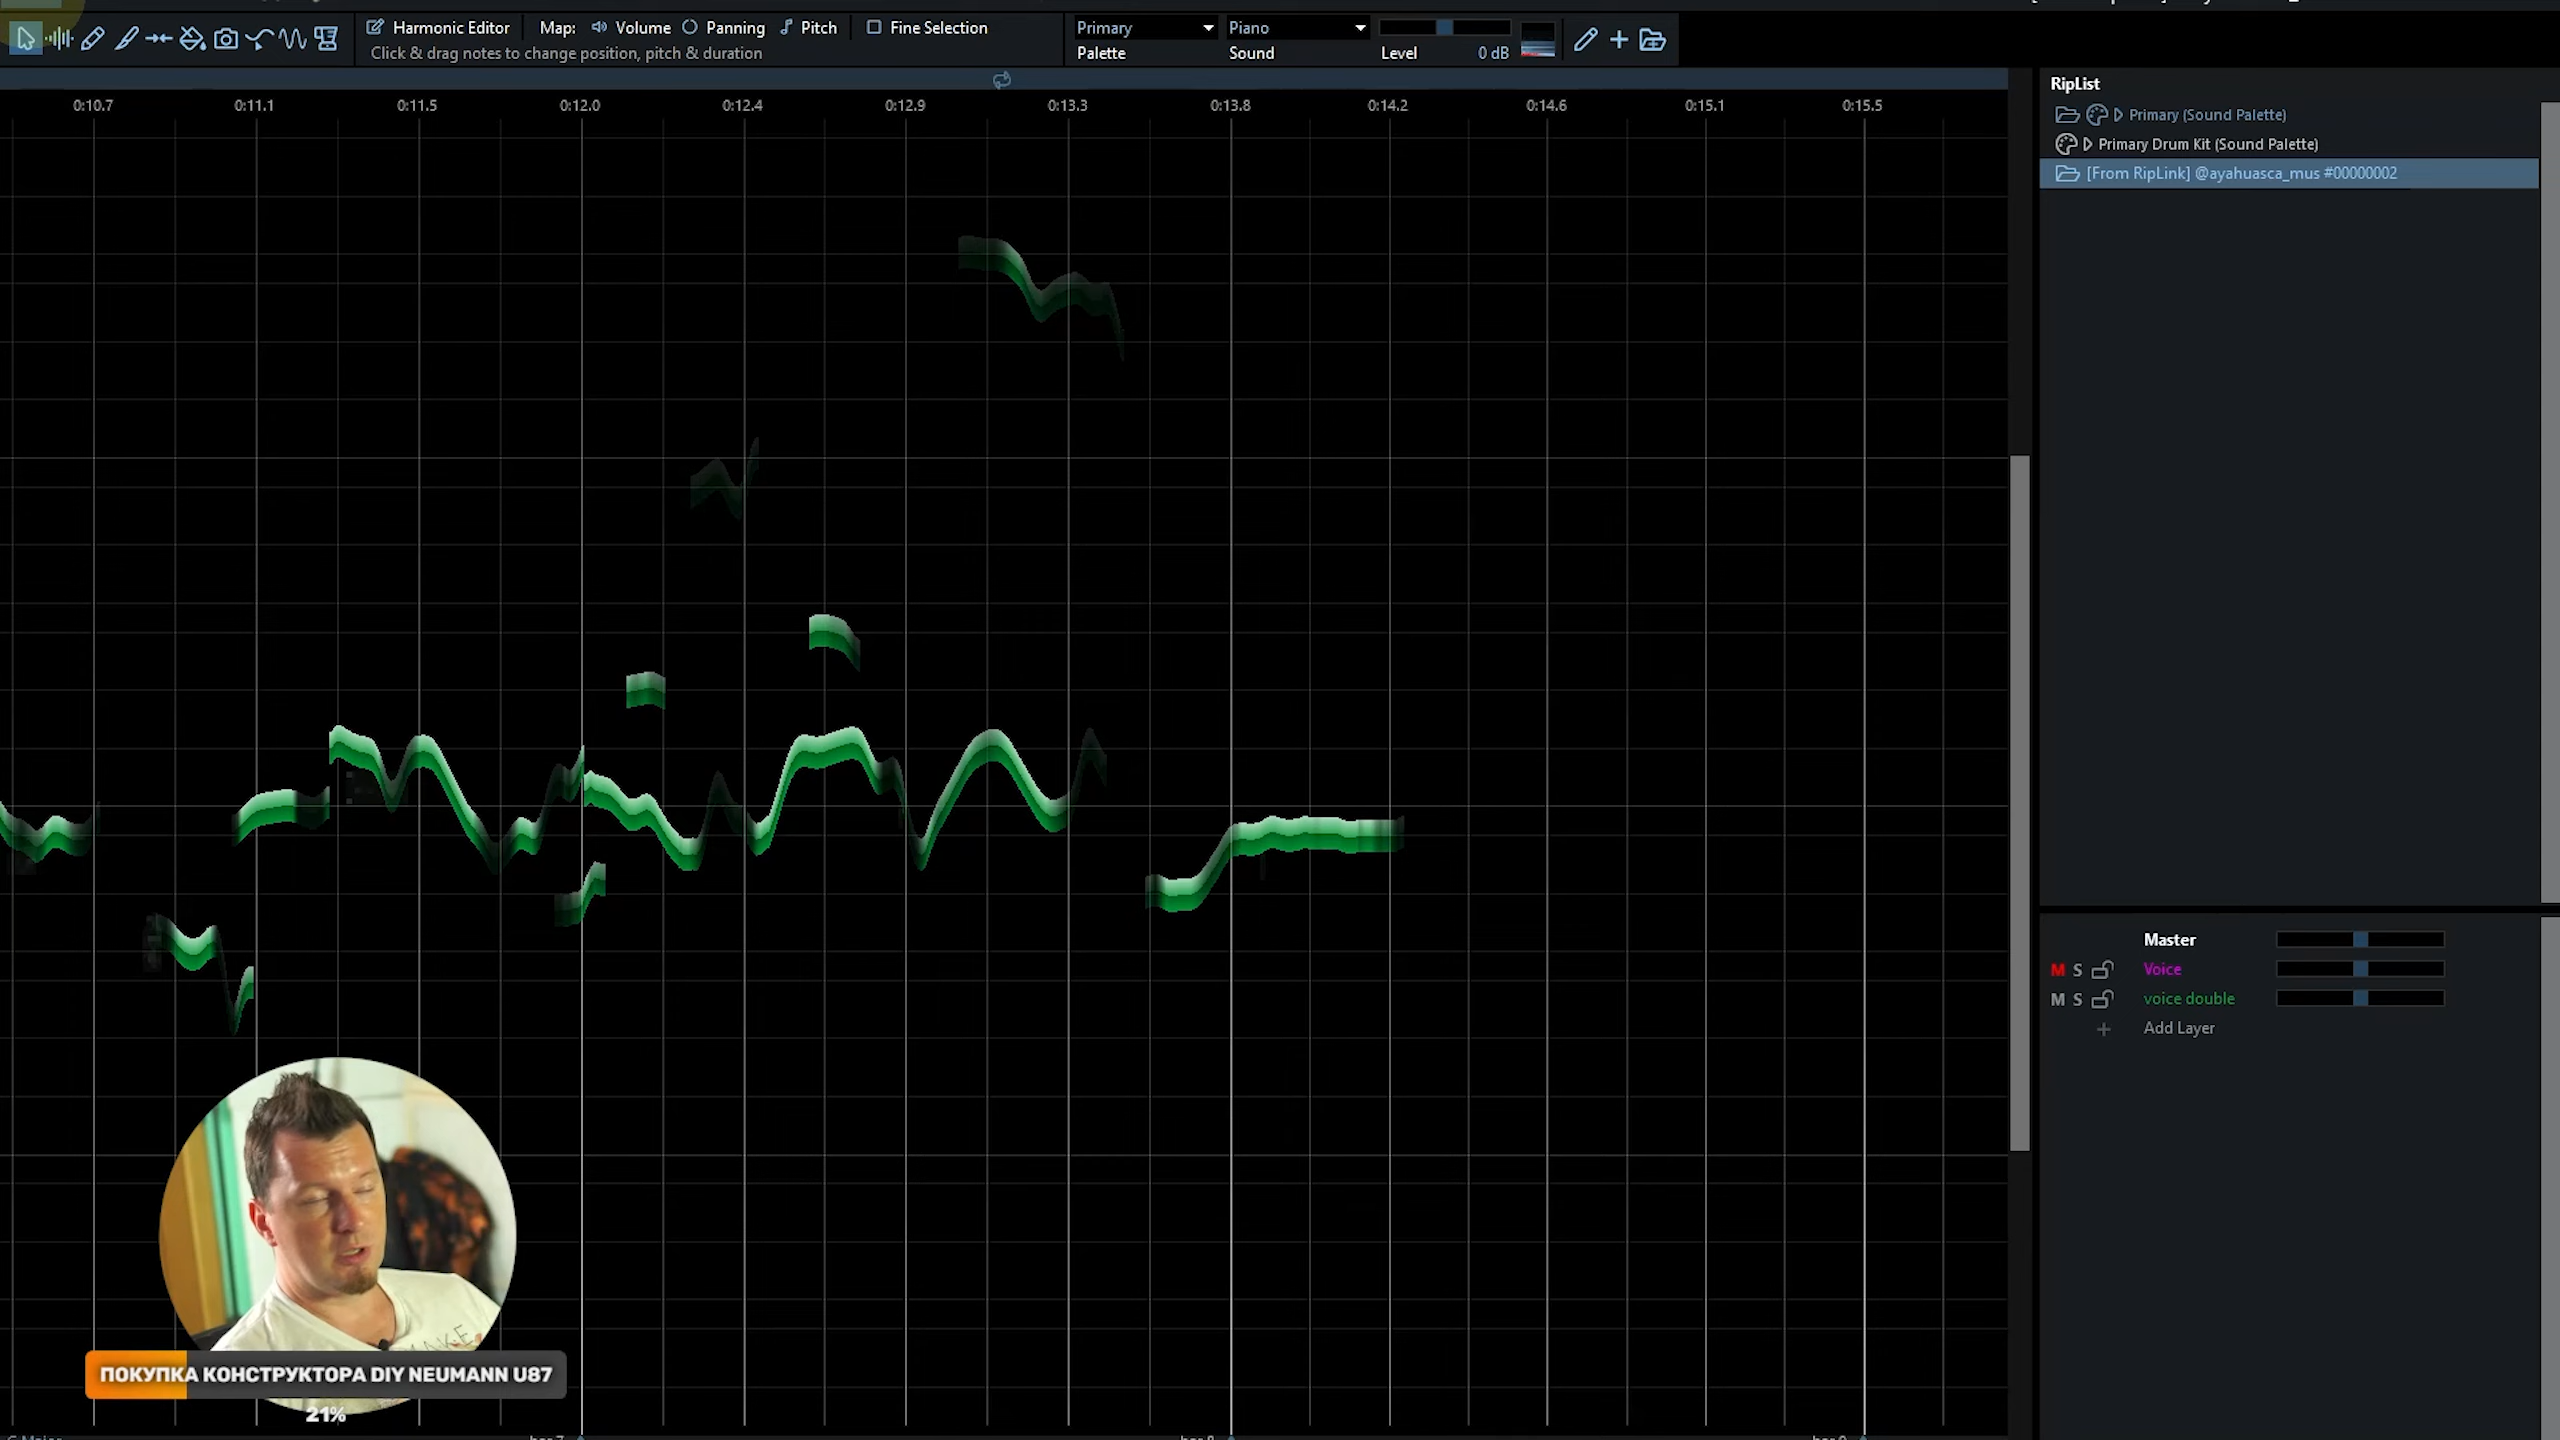 Harmonic Editor Map: Volume Panning Pitch Fine Selection Primary Piano
Click & drag notes to change position, pitch & duration Palette Sound Level 0 dB
0:10.7 0:11.1 0:11.5 0:12.0 0:12.4 0:12.9 0:13.3 0:13.8 0:14.2 0:14.6 0:15.1 0:15.5
RipList
Primary (Sound Palette)
Primary Drum Kit (Sound Palette)
[From RipLink] @ayahuasca_mus #00000002
Master
M S Voice
M S voice double
+ Add Layer
ПОКУПКА КОНСТРУКТОРА DIY NEUMANN U87
21%